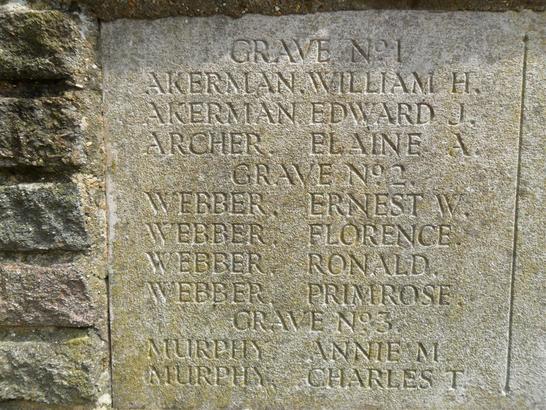 GRAVE Nº1
AKERMAN. WILLIAM H.
AKERMAN EDWARD J.
ARCHER. ELAINE A.
GRAVE Nº2.
WEBBER. ERNEST W.
WEBBER. FLORENCE.
WEBBER. RONALD.
WEBBER. PRIMROSE.
GRAVE Nº3.
MURPHY. ANNIE M.
MURPHY. CHARLES T.